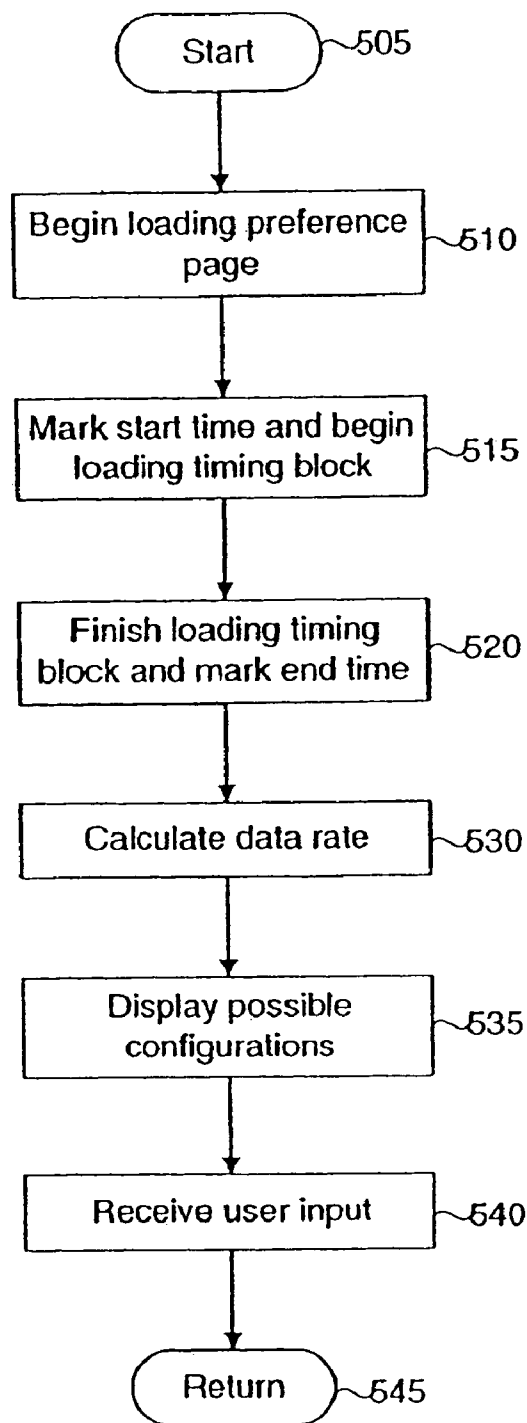 Start
505
Begin loading preference
page
510
Mark start time and begin
loading timing block
515
Finish loading timing
block and mark end time
520
Calculate data rate
530
Display possible
configurations
535
Receive user input
540
Return
545